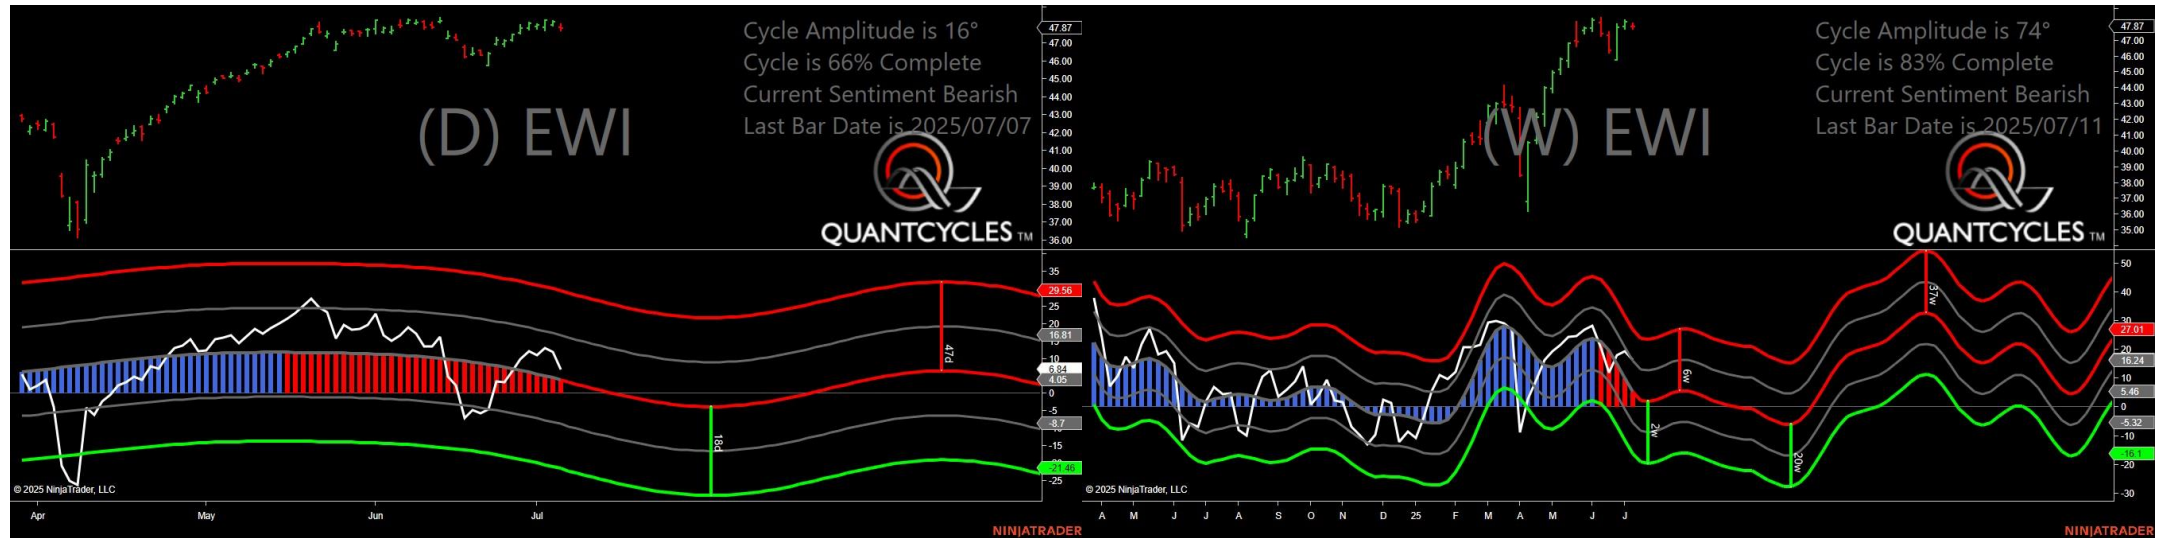 Cycle Amplitude is 16°
Cycle is 66% Complete
Current Sentiment Bearish
Last Bar Date is 2025/07/07
(D) EWI
QUANTCYCLES TM
47.87
47.00
46.00
45.00
44.00
43.00
42.00
41.00
40.00
39.00
38.00
37.00
36.00
35
29.56
25
20
16.81
10
6.84
4.05
0
-5
-8.7
-15
-21.46
-25
47d
18d
© 2025 NinjaTrader, LLC
Apr May Jun Jul
NINJATRADER
Cycle Amplitude is 74°
Cycle is 83% Complete
Current Sentiment Bearish
Last Bar Date is 2025/07/11
(W) EWI
QUANTCYCLES TM
47.87
47.00
46.00
45.00
44.00
43.00
42.00
41.00
40.00
39.00
38.00
37.00
36.00
35.00
50
40
30
27.01
20
16.24
10
5.46
0
-5.32
-10
-16.1
-20
-30
37w
6w
2w
20w
© 2025 NinjaTrader, LLC
A M J J A S O N D 25 F M A M J J
NINJATRADER